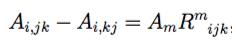 A_{i,jk} − A_{i,kj} = A_m R^m_{ijk},